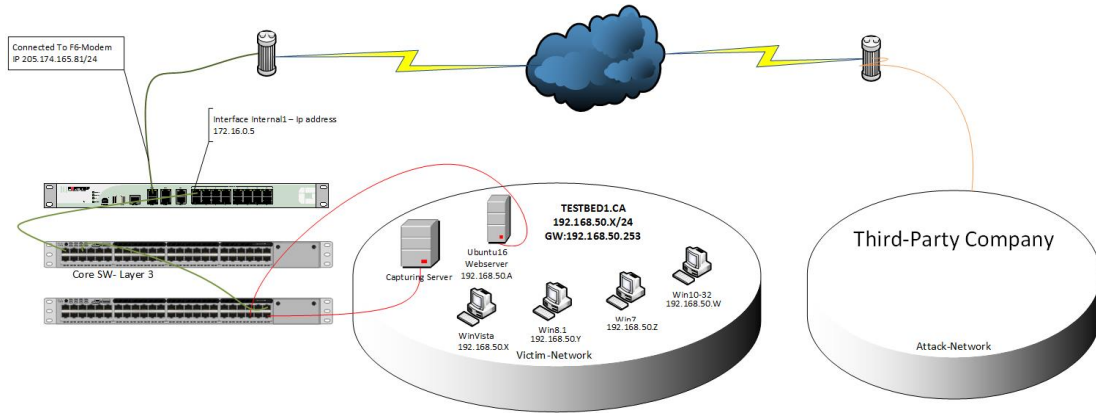 Connected To F6-Modem
IP 205.174.165.81/24
Interface Internal1 – Ip address
172.16.0.5
Core SW- Layer 3
TESTBED1.CA
192.168.50.X/24
GW:192.168.50.253
Capturing Server
Ubuntu16
Webserver
192.168.50.A
WinVista
192.168.50.X
Win8.1
192.168.50.Y
Win7
192.168.50.Z
Win10-32
192.168.50.W
Victim-Network
Third-Party Company
Attack-Network